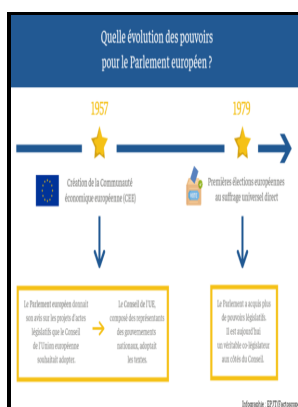 Quelle évolution des pouvoirs
pour le Parlement européen ?
1957
1979
Création de la Communauté
économique européenne (CEE)
Premières élections européennes
au suffrage universel direct
VOTE
Le Parlement européen donnait
son avis sur les projets d'actes
législatifs que le Conseil
de l'Union européenne
souhaitait adopter.
Le Conseil de l'UE,
composé des représentants
des gouvernements
nationaux, adoptait
les textes.
Le Parlement a acquis plus
de pouvoirs législatifs.
Il est aujourd'hui
un véritable co-législateur
aux côtés du Conseil.
Infographie : EPJT/Factoscope